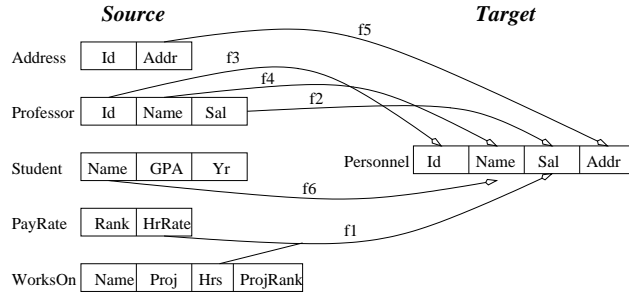 Source Target
f5
Address Id Addr
f3
f4
Professor Id Name Sal
f2
Personnel Id Name Sal Addr
Student Name GPA Yr
f6
PayRate Rank HrRate
f1
WorksOn Name Proj Hrs ProjRank